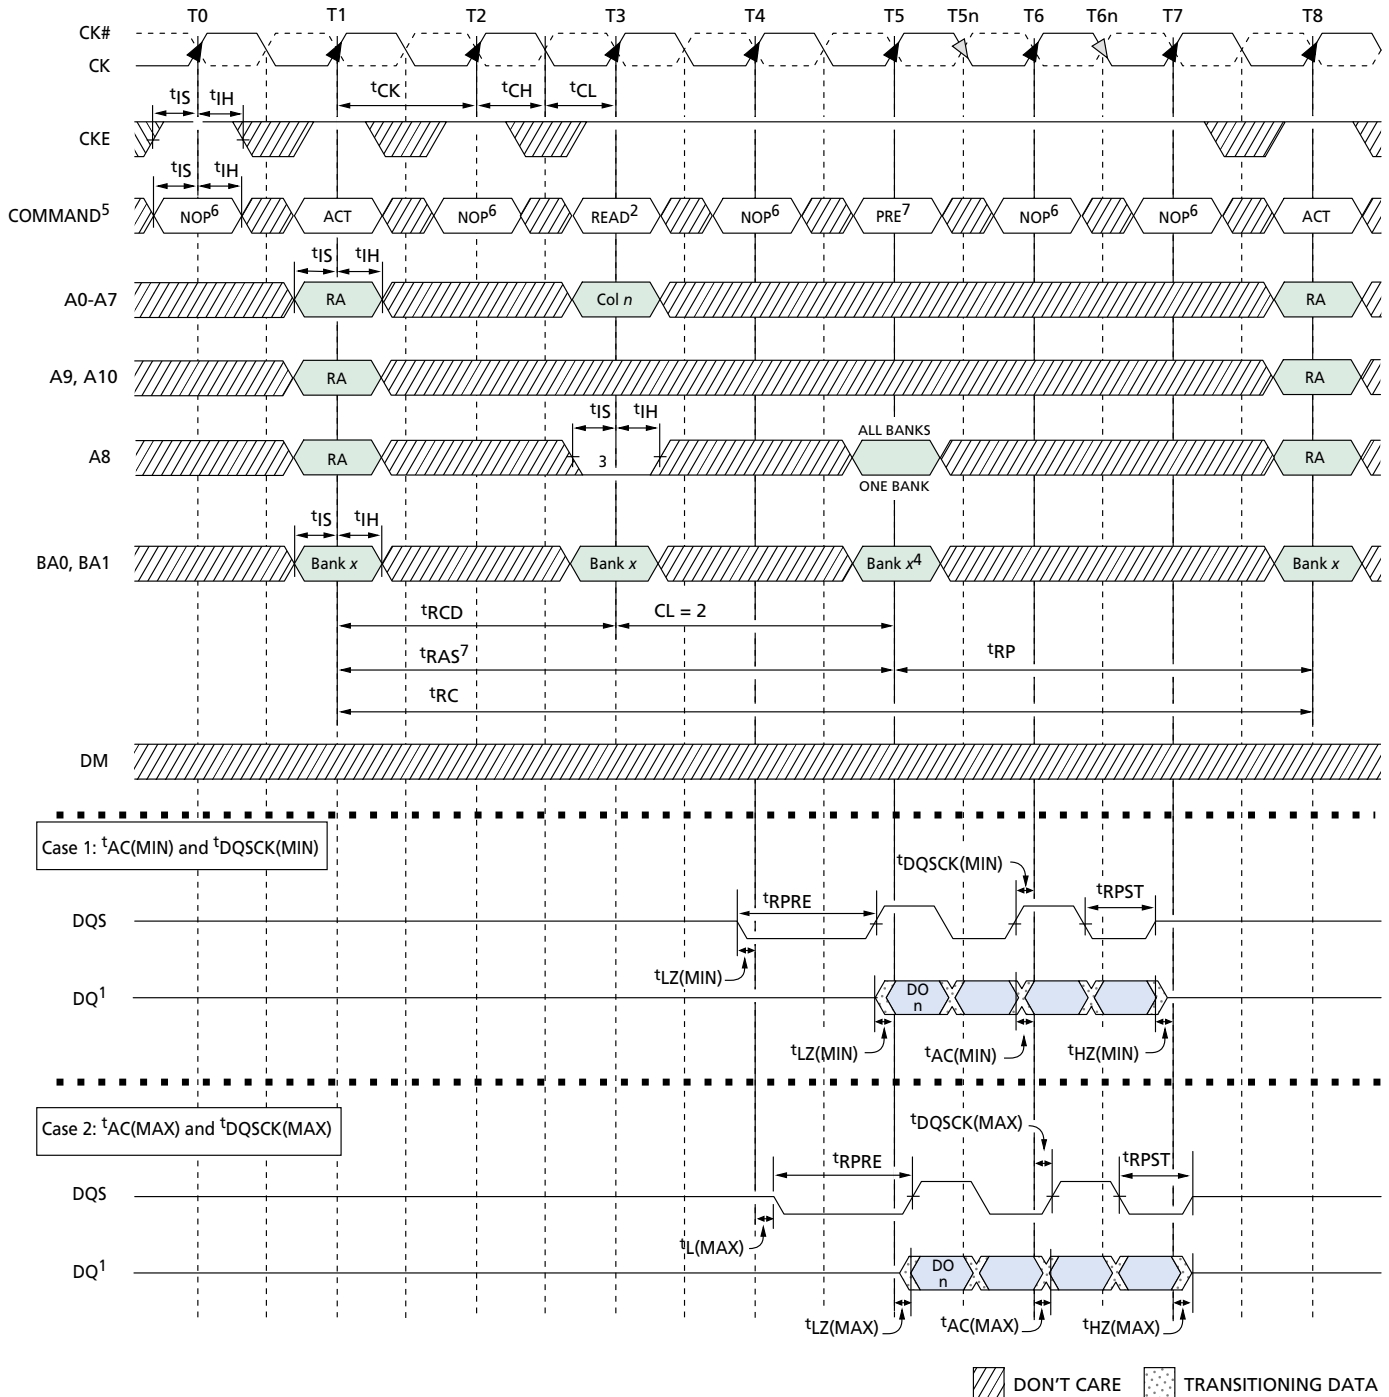 T0 T1 T2 T3 T4 T5 T5n T6 T6n T7 T8
CK#
CK
tIS tIH tCK tCH tCL
CKE
tIS tIH
COMMAND5 NOP6 ACT NOP6 READ2 NOP6 PRE7 NOP6 NOP6 ACT
tIS tIH
A0-A7 RA Col n RA
A9, A10 RA RA
tIS tIH ALL BANKS
A8 RA 3 RA
ONE BANK
tIS tIH
BA0, BA1 Bank x Bank x Bank x4 Bank x
tRCD CL = 2
tRAS7 tRP
tRC
DM
Case 1: tAC(MIN) and tDQSCK(MIN)
tDQSCK(MIN)
tRPRE tRPST
DQS
tLZ(MIN)
DQ1 DO
n
tLZ(MIN) tAC(MIN) tHZ(MIN)
Case 2: tAC(MAX) and tDQSCK(MAX)
tDQSCK(MAX)
tRPRE tRPST
DQS
tL(MAX)
DQ1 DO
n
tLZ(MAX) tAC(MAX) tHZ(MAX)
DON'T CARE TRANSITIONING DATA